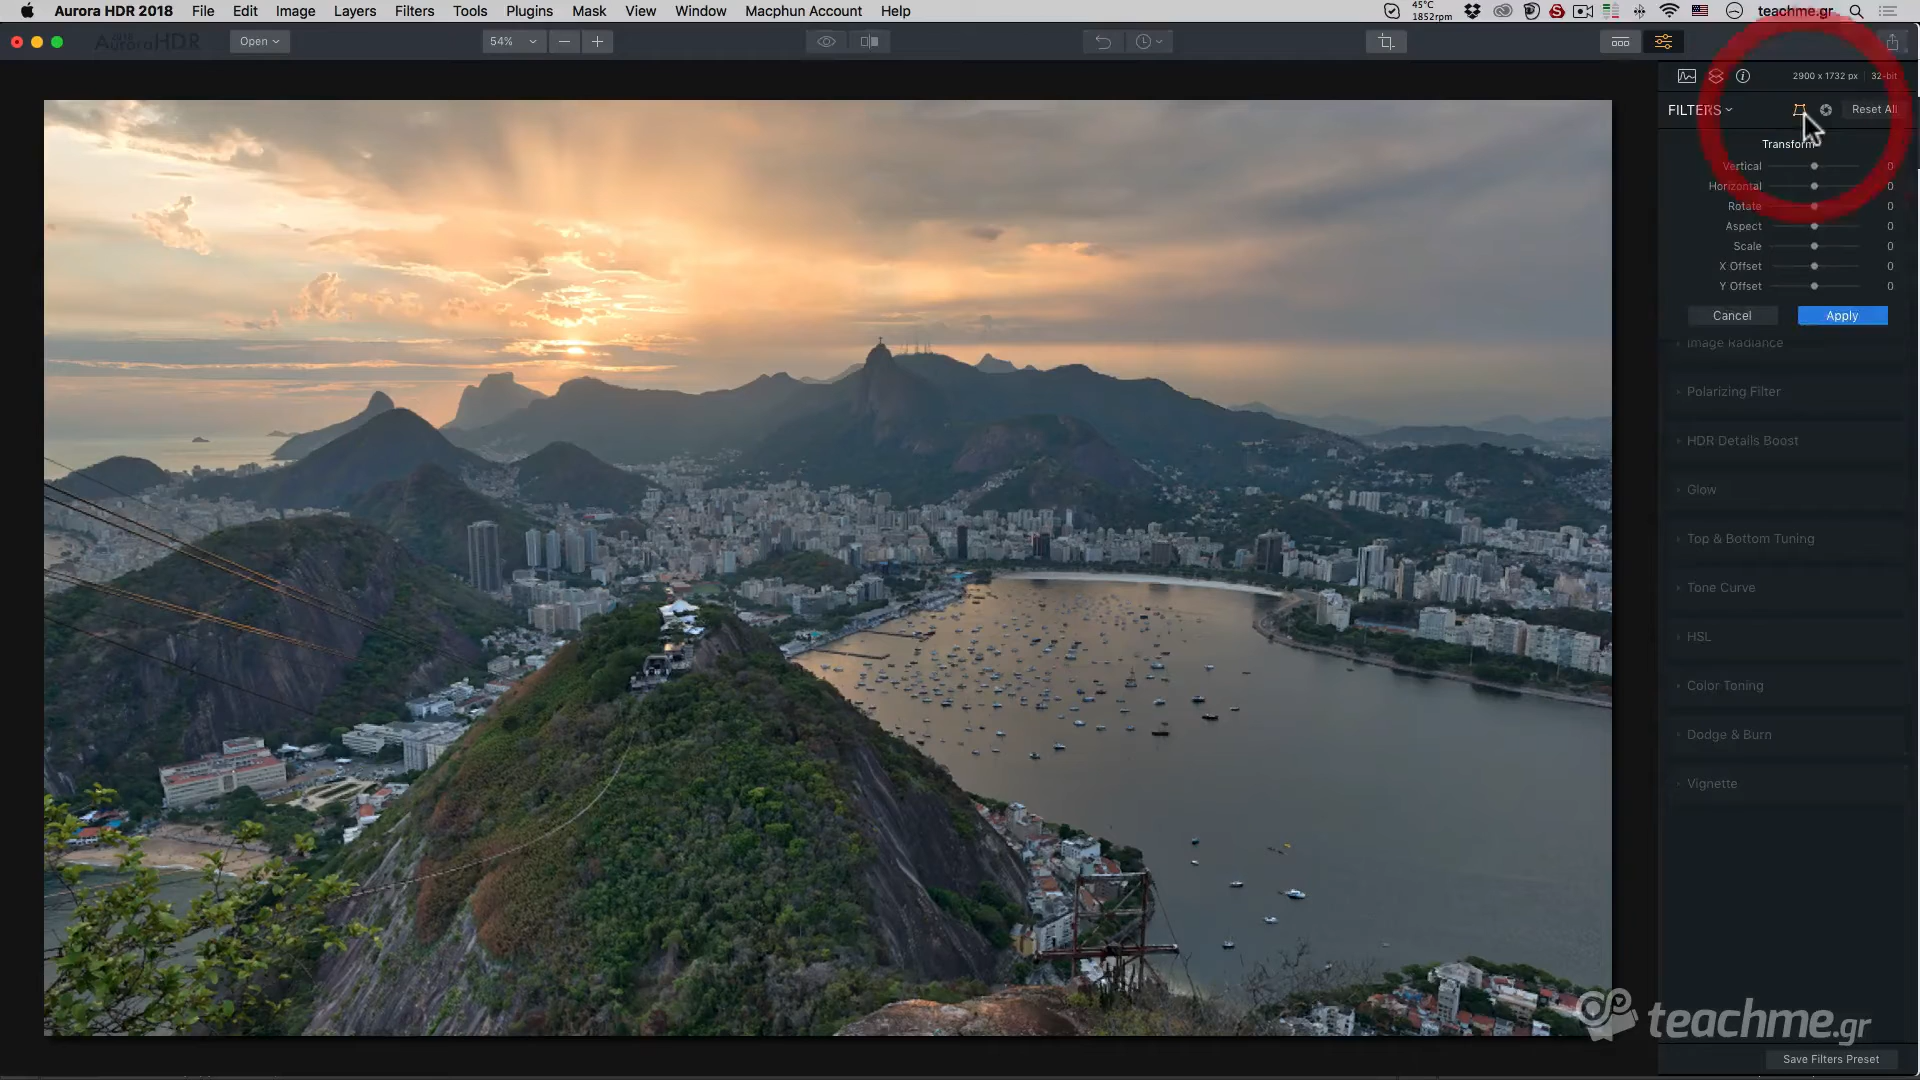 Aurora HDR 2018 File Edit Image Layers Filters Tools Plugins Mask View Window Macphun Account Help 45°C 1852rpm teachme.gr
2018
AuroraHDR Open 54%
2900 x 1732 px 32-bit
FILTERS Reset All
Transform
Vertical 0
Horizontal 0
Rotate 0
Aspect 0
Scale 0
X Offset 0
Y Offset 0
Cancel Apply
Image Radiance
Polarizing Filter
HDR Details Boost
Glow
Top & Bottom Tuning
Tone Curve
HSL
Color Toning
Dodge & Burn
Vignette
teachme.gr
Save Filters Preset